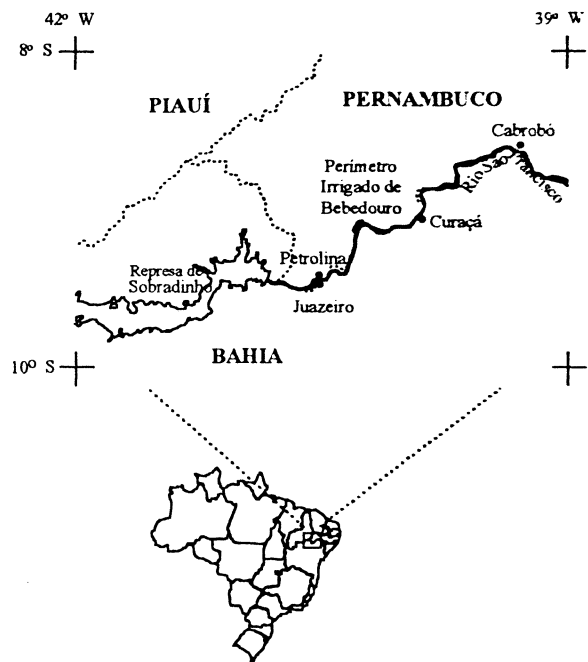 42° W
39° W
8° S
PIAUÍ
PERNAMBUCO
Cabrobó
Perímetro
Irrigado de
Bebedouro
Rio São Francisco
Curaçá
Petrolina
Represa de
Sobradinho
Juazeiro
BAHIA
10° S